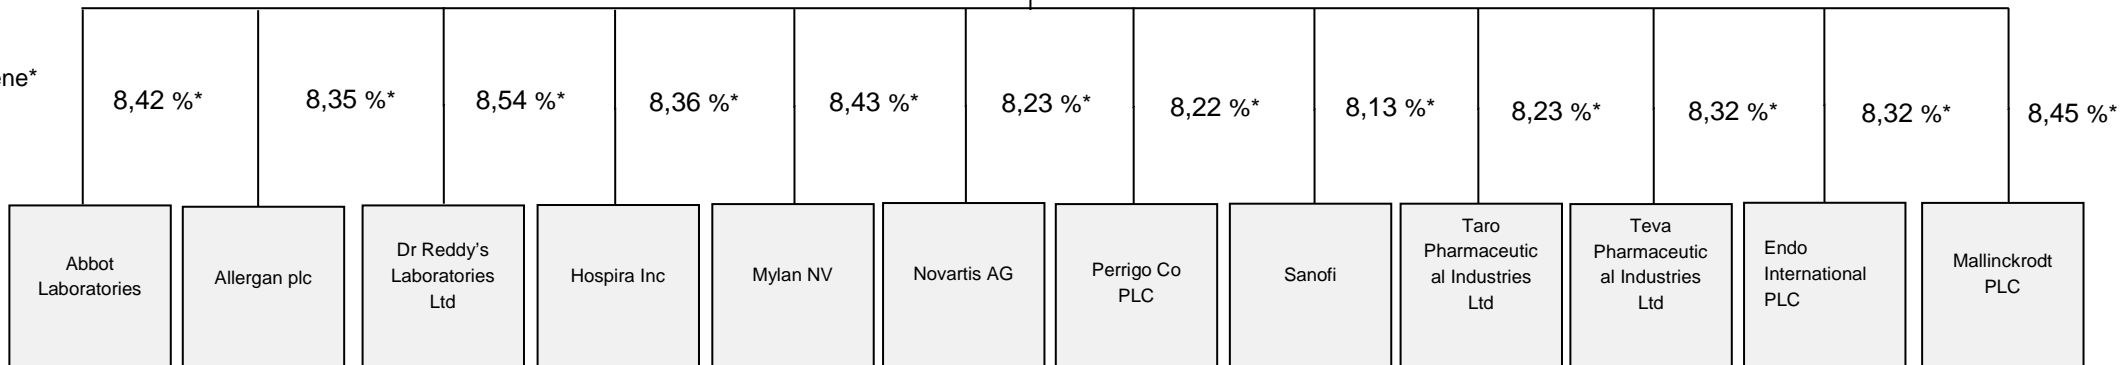 ene*
8,42 %*
8,35 %*
8,54 %*
8,36 %*
8,43 %*
8,23 %*
8,22 %*
8,13 %*
8,23 %*
8,32 %*
8,32 %*
8,45 %*
Abbot
Laboratories
Allergan plc
Dr Reddy’s
Laboratories
Ltd
Hospira Inc
Mylan NV
Novartis AG
Perrigo Co
PLC
Sanofi
Taro
Pharmaceutic
al Industries
Ltd
Teva
Pharmaceutic
al Industries
Ltd
Endo
International
PLC
Mallinckrodt
PLC